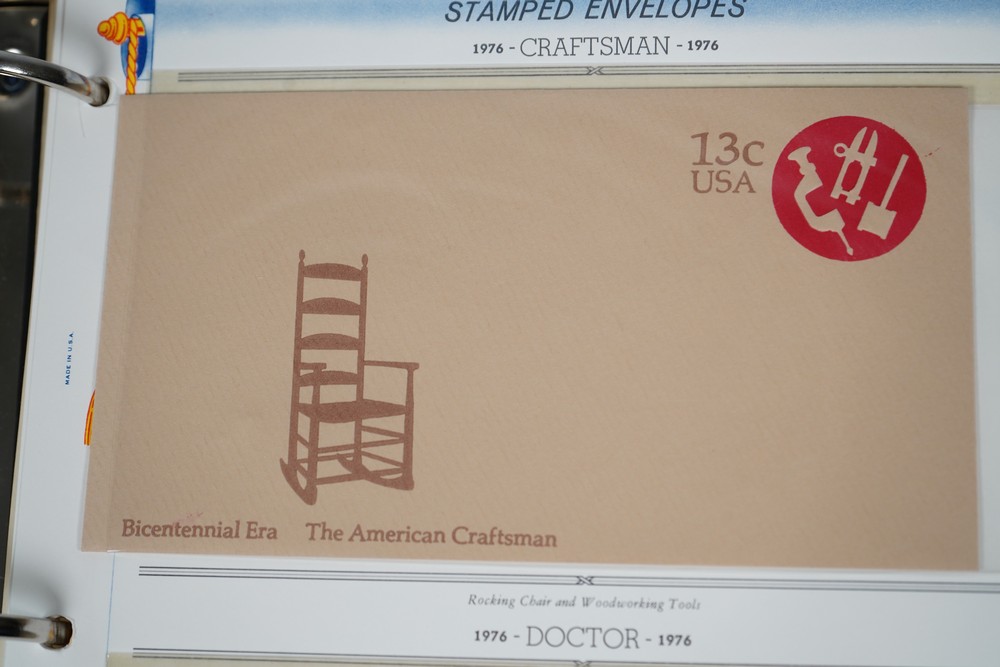 STAMPED ENVELOPES
1976 - CRAFTSMAN - 1976
13c
USA
MADE IN U.S.A.
Bicentennial Era The American Craftsman
Rocking Chair and Woodworking Tools
1976 - DOCTOR - 1976